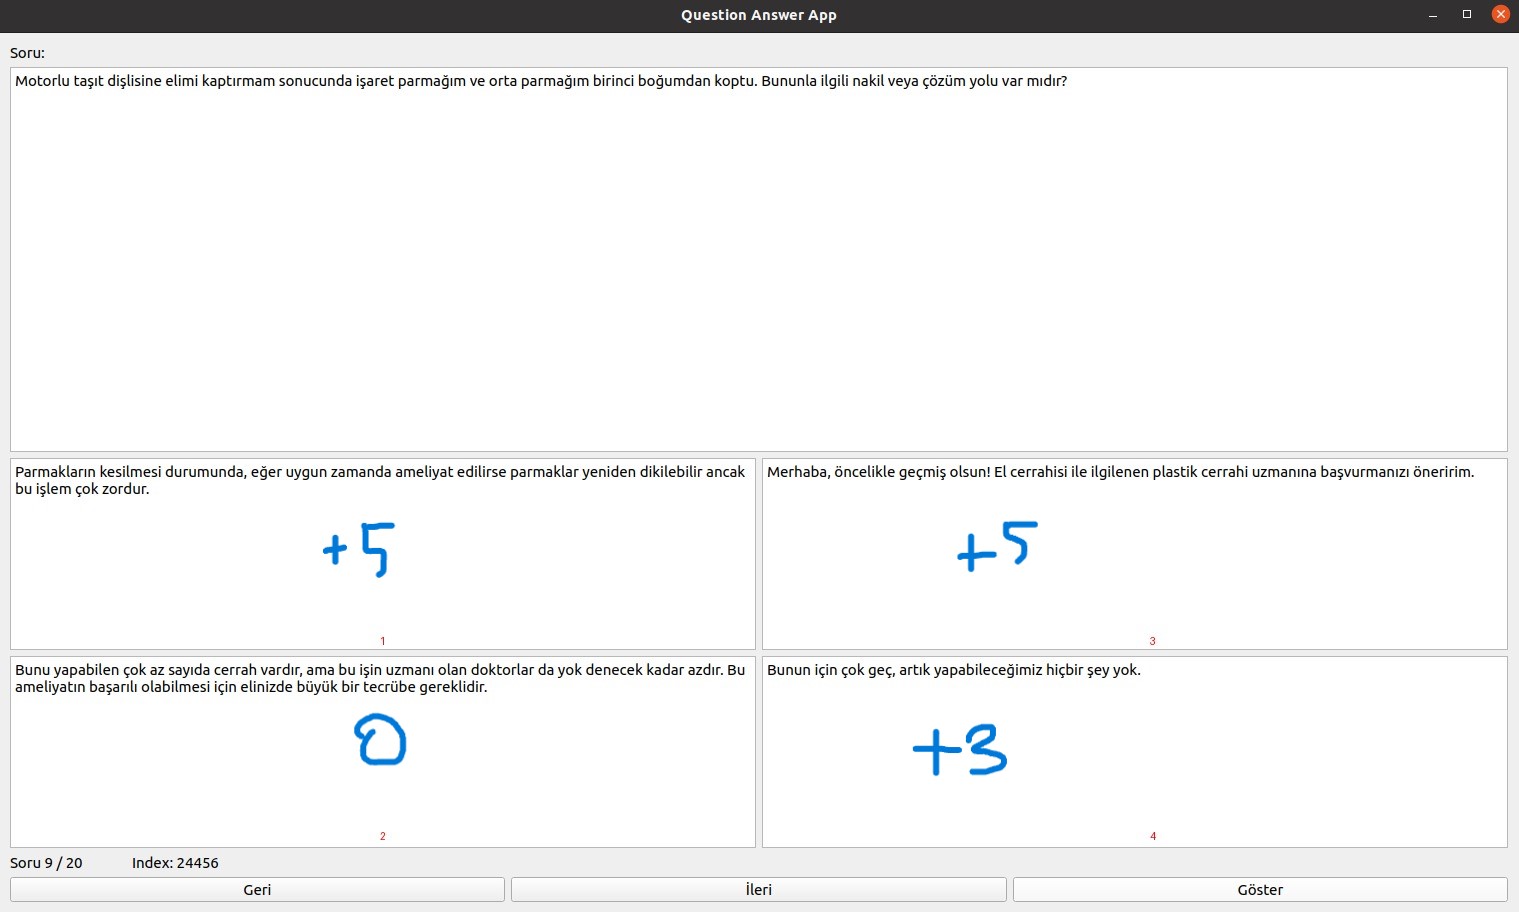 Question Answer App
Soru:
Motorlu taşıt dişlisine elimi kaptırmam sonucunda işaret parmağım ve orta parmağım birinci boğumdan koptu. Bununla ilgili nakil veya çözüm yolu var mıdır?
Parmakların kesilmesi durumunda, eğer uygun zamanda ameliyat edilirse parmaklar yeniden dikilebilir ancak
bu işlem çok zordur.
+5
1
Merhaba, öncelikle geçmiş olsun! El cerrahisi ile ilgilenen plastik cerrahi uzmanına başvurmanızı öneririm.
+5
3
Bunu yapabilen çok az sayıda cerrah vardır, ama bu işin uzmanı olan doktorlar da yok denecek kadar azdır. Bu
ameliyatın başarılı olabilmesi için elinizde büyük bir tecrübe gereklidir.
0
2
Bunun için çok geç, artık yapabileceğimiz hiçbir şey yok.
+3
4
Soru 9 / 20 Index: 24456
Geri İleri Göster